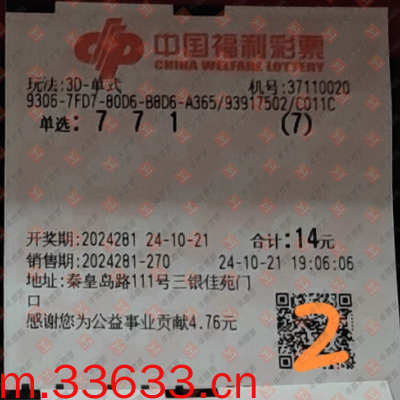 中国福利彩票
CHINA WELFARE LOTTERY
玩法:3D-单式 机号:37110020
9306-7FD7-80D6-B8D6-A365/93917502/C011C
单选: 7 7 1 (7)
开奖期:2024281 24-10-21 合计:14元
销售期:2024281-270 24-10-21 19:06:06
地址:秦皇岛路111号三银佳苑门
口
感谢您为公益事业贡献4.76元
2
m.33633.cn